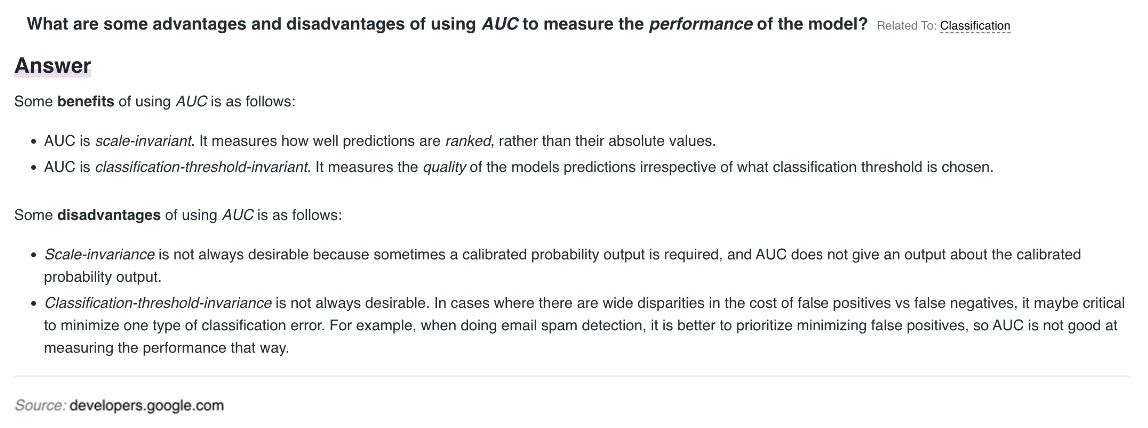 What are some advantages and disadvantages of using AUC to measure the performance of the model? Related To: Classification
Answer
Some benefits of using AUC is as follows:
• AUC is scale-invariant. It measures how well predictions are ranked, rather than their absolute values.
• AUC is classification-threshold-invariant. It measures the quality of the models predictions irrespective of what classification threshold is chosen.
Some disadvantages of using AUC is as follows:
• Scale-invariance is not always desirable because sometimes a calibrated probability output is required, and AUC does not give an output about the calibrated
probability output.
• Classification-threshold-invariance is not always desirable. In cases where there are wide disparities in the cost of false positives vs false negatives, it maybe critical
to minimize one type of classification error. For example, when doing email spam detection, it is better to prioritize minimizing false positives, so AUC is not good at
measuring the performance that way.
Source: developers.google.com